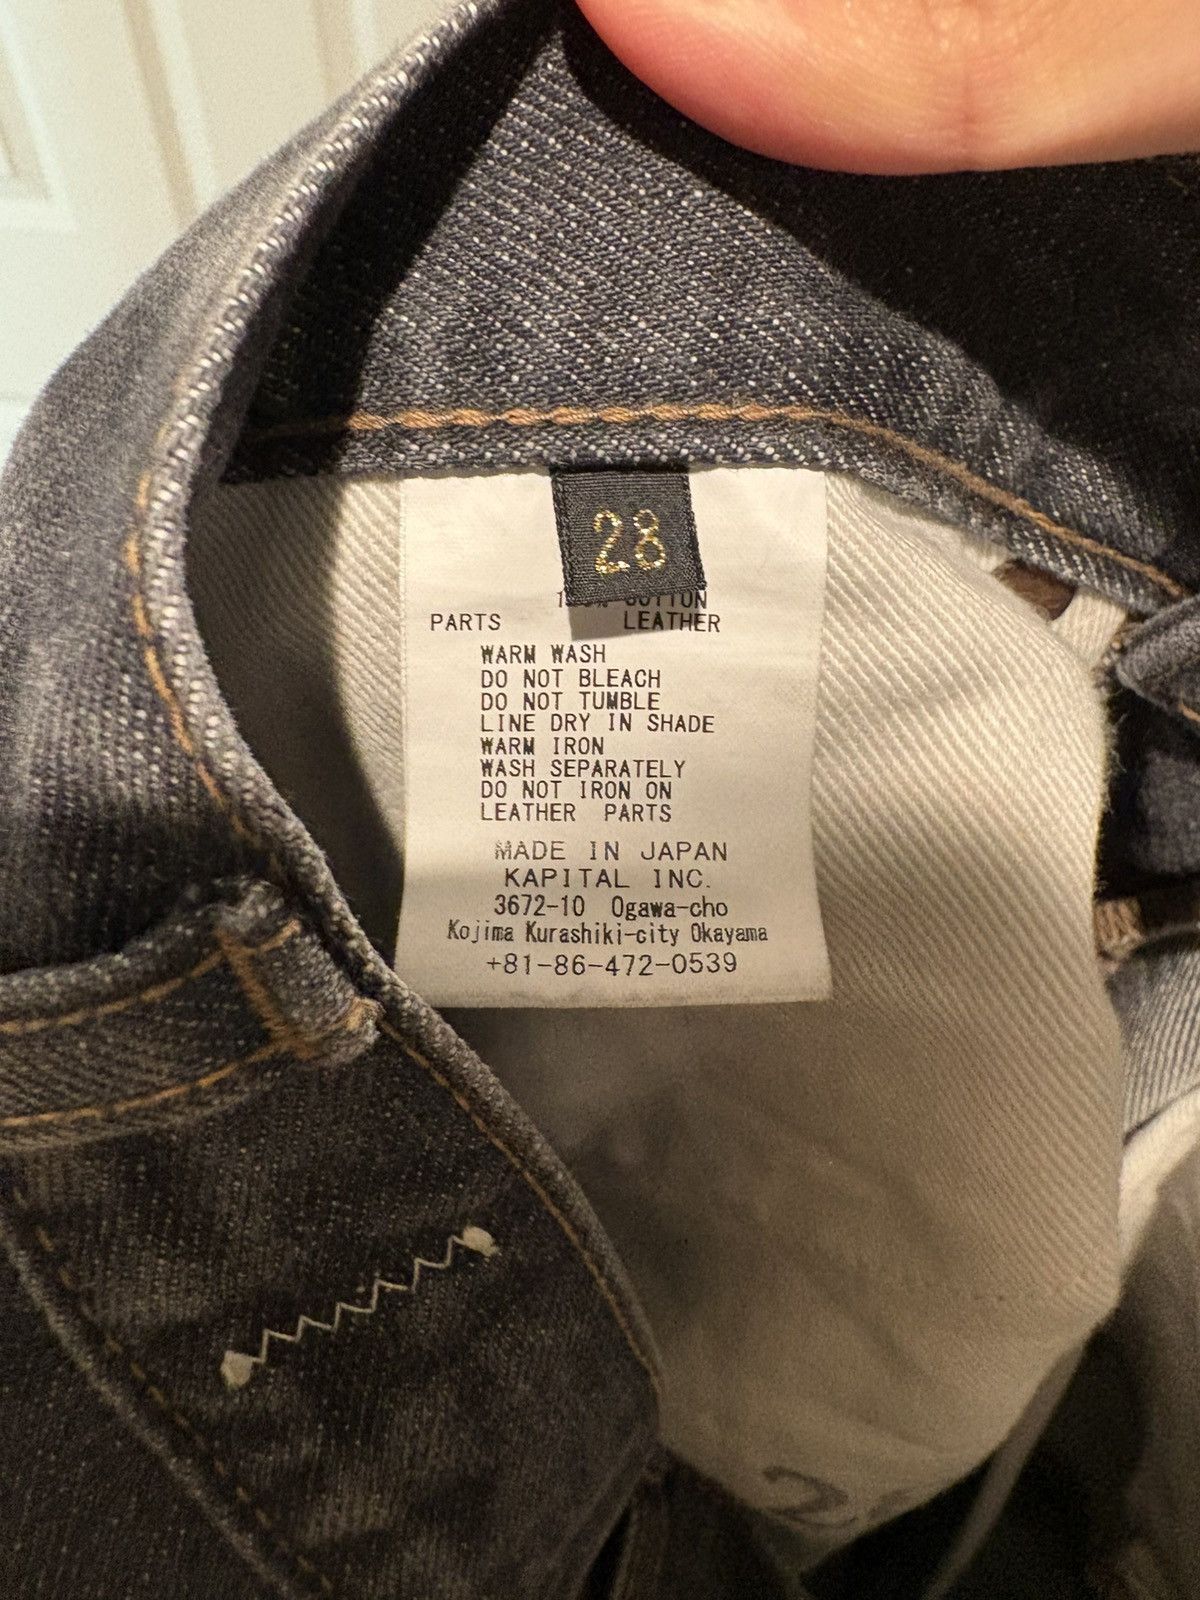 28
COTTON
PARTS LEATHER
WARM WASH
DO NOT BLEACH
DO NOT TUMBLE
LINE DRY IN SHADE
WARM IRON
WASH SEPARATELY
DO NOT IRON ON
LEATHER PARTS
MADE IN JAPAN
KAPITAL INC.
3672-10 Ogawa-cho
Kojima Kurashiki-city Okayama
+81-86-472-0539